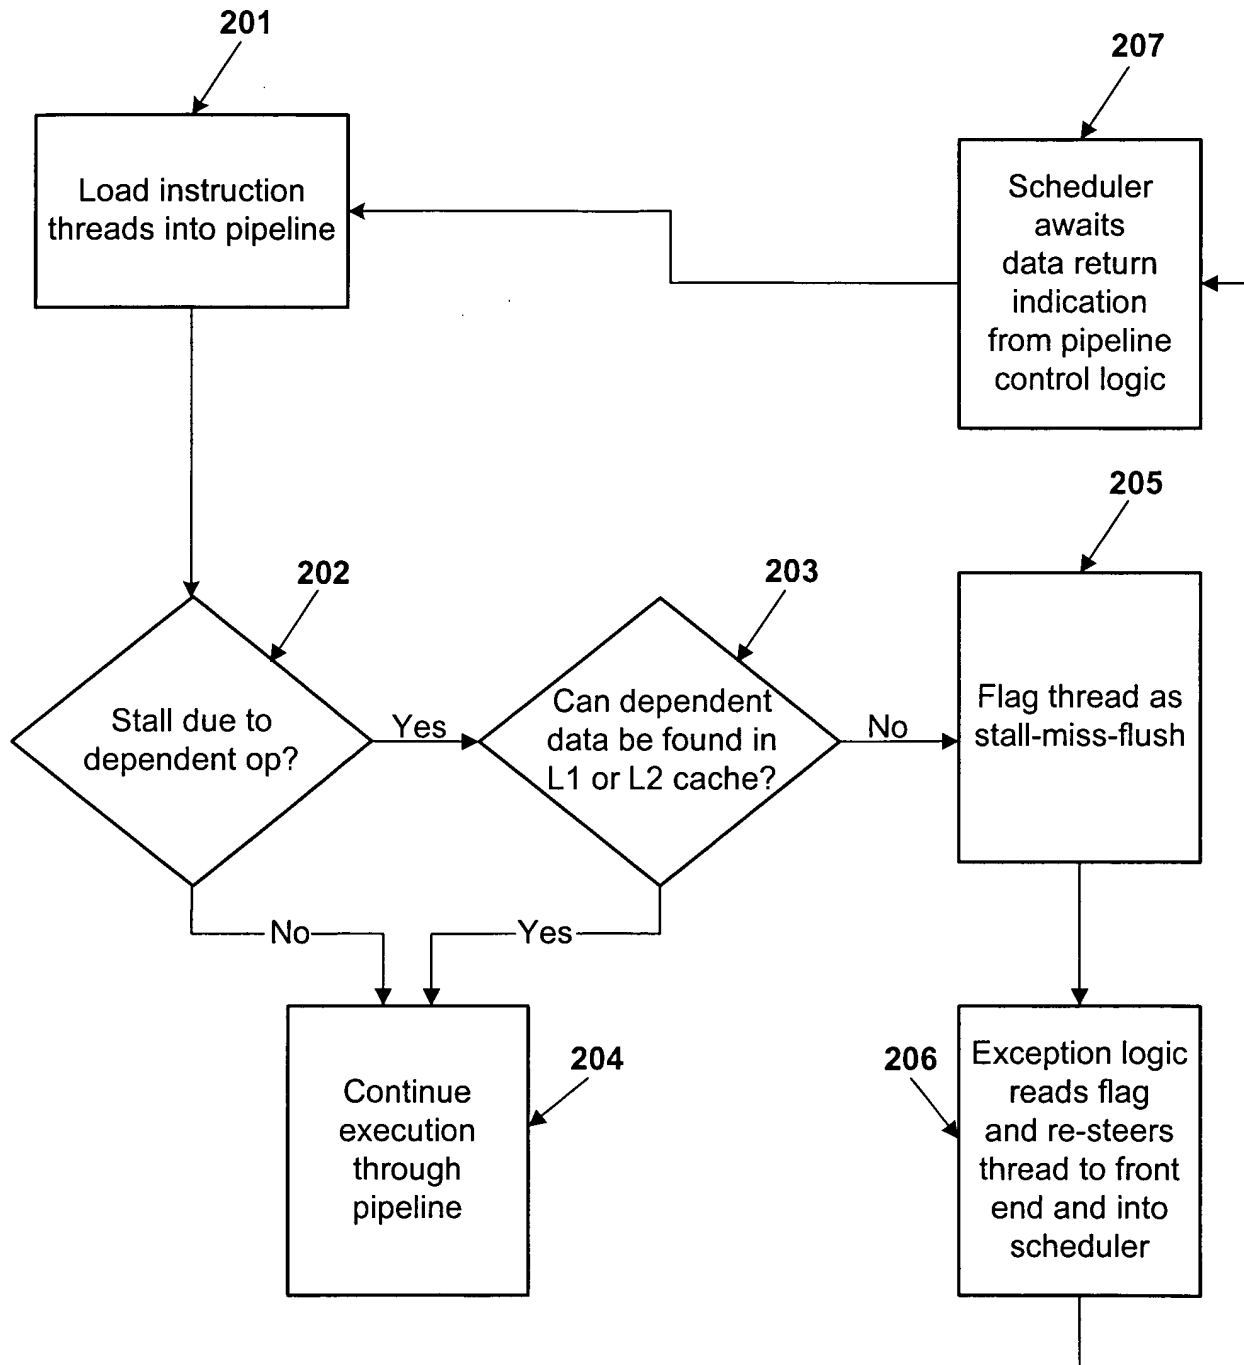 201
Load instruction
threads into pipeline
207
Scheduler
awaits
data return
indication
from pipeline
control logic
202
Stall due to
dependent op?
Yes
No
203
Can dependent
data be found in
L1 or L2 cache?
No
Yes
205
Flag thread as
stall-miss-flush
204
Continue
execution
through
pipeline
206
Exception logic
reads flag
and re-steers
thread to front
end and into
scheduler